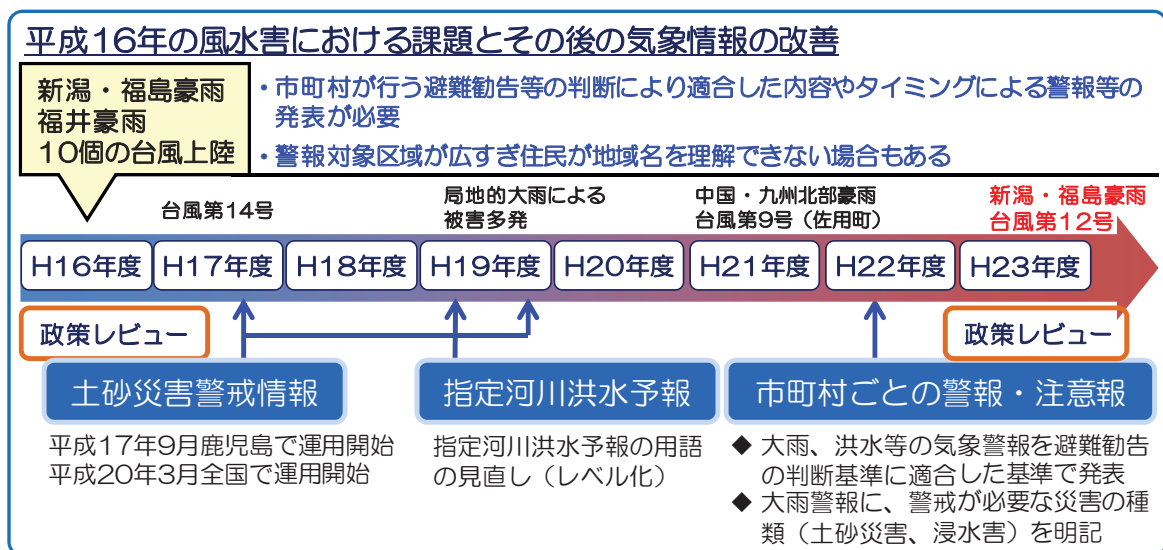 平成16年の風水害における課題とその後の気象情報の改善
新潟・福島豪雨
福井豪雨
10個の台風上陸
・市町村が行う避難勧告等の判断により適合した内容やタイミングによる警報等の
発表が必要
・警報対象区域が広すぎ住民が地域名を理解できない場合もある
台風第14号
局地的大雨による
被害多発
中国・九州北部豪雨
台風第9号（佐用町）
新潟・福島豪雨
台風第12号
H16年度 H17年度 H18年度 H19年度 H20年度 H21年度 H22年度 H23年度
政策レビュー
政策レビュー
土砂災害警戒情報
平成17年9月鹿児島で運用開始
平成20年3月全国で運用開始
指定河川洪水予報
指定河川洪水予報の用語
の見直し（レベル化）
市町村ごとの警報・注意報
◆ 大雨、洪水等の気象警報を避難勧告
の判断基準に適合した基準で発表
◆ 大雨警報に、警戒が必要な災害の種
類（土砂災害、浸水害）を明記